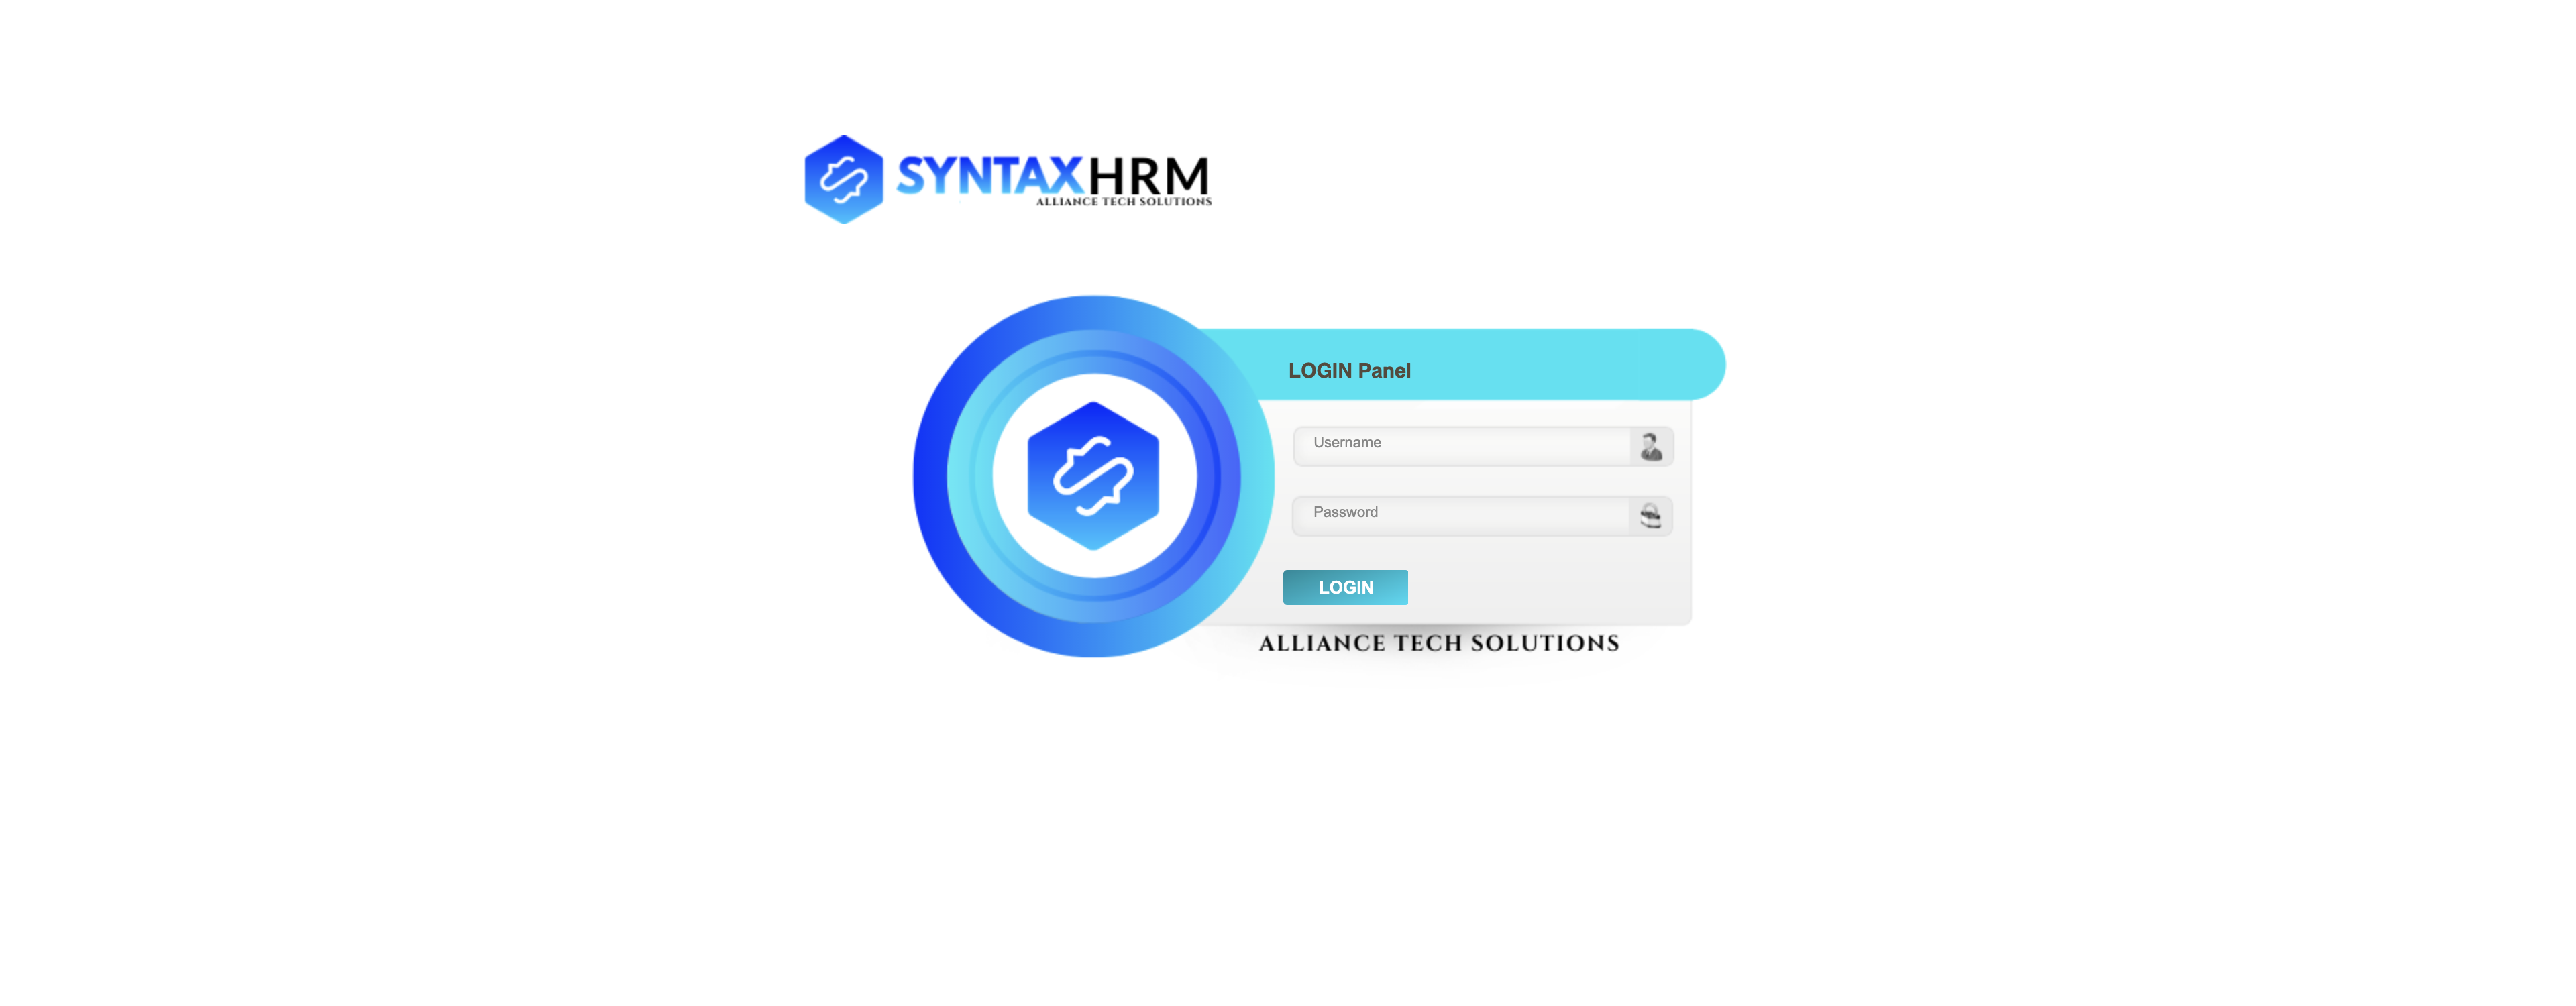 SYNTAXHRM
ALLIANCE TECH SOLUTIONS
LOGIN Panel
Username
Password
LOGIN
ALLIANCE TECH SOLUTIONS